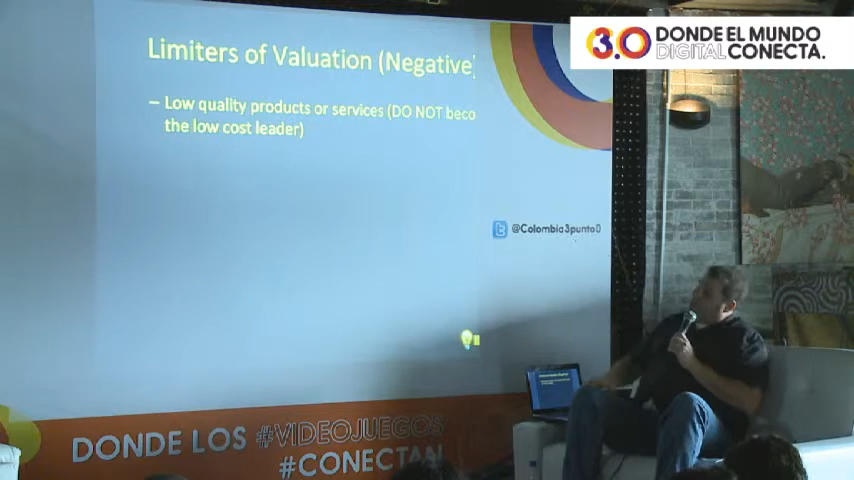 3.0
DONDE EL MUNDO
DIGITAL CONECTA.
Limiters of Valuation (Negative)
– Low quality products or services (DO NOT beco
the low cost leader)
@Colombia3punto0
DONDE LOS #VIDEOJUEGOS
#CONECTAN